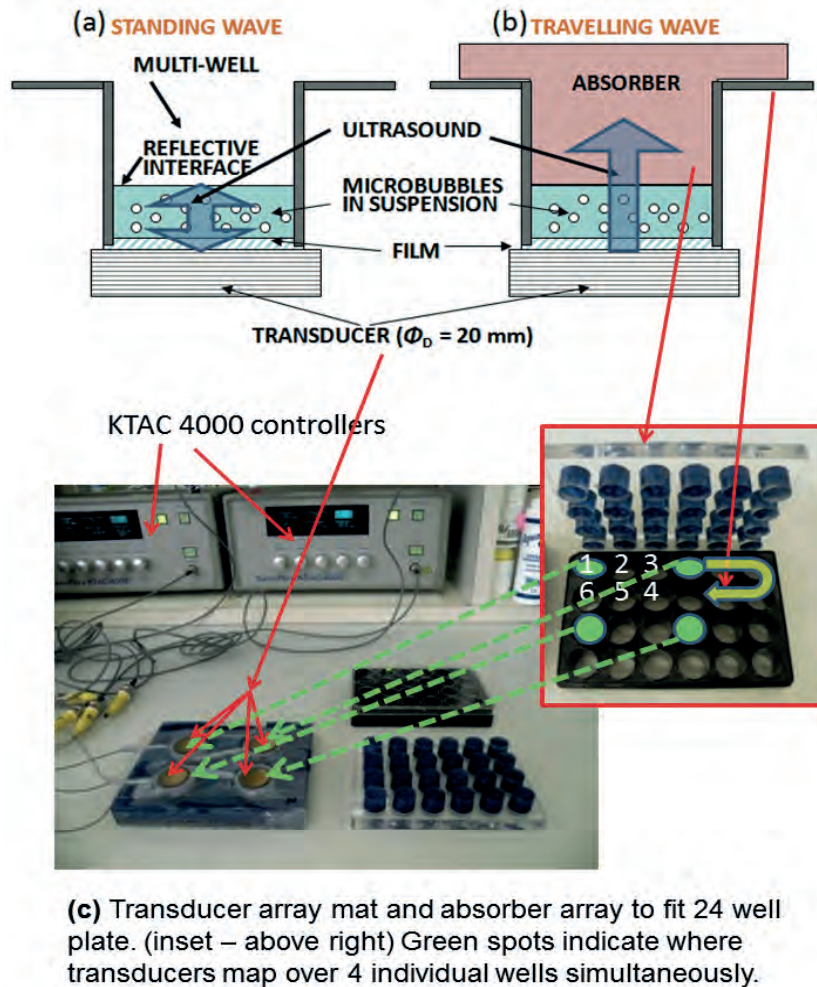 (a) STANDING WAVE
(b) TRAVELLING WAVE
MULTI-WELL
ABSORBER
REFLECTIVE
INTERFACE
ULTRASOUND
MICROBUBBLES
IN SUSPENSION
FILM
TRANSDUCER (Φ_D = 20 mm)
KTAC 4000 controllers
1 2 3
6 5 4
(c) Transducer array mat and absorber array to fit 24 well
plate. (inset – above right) Green spots indicate where
transducers map over 4 individual wells simultaneously.